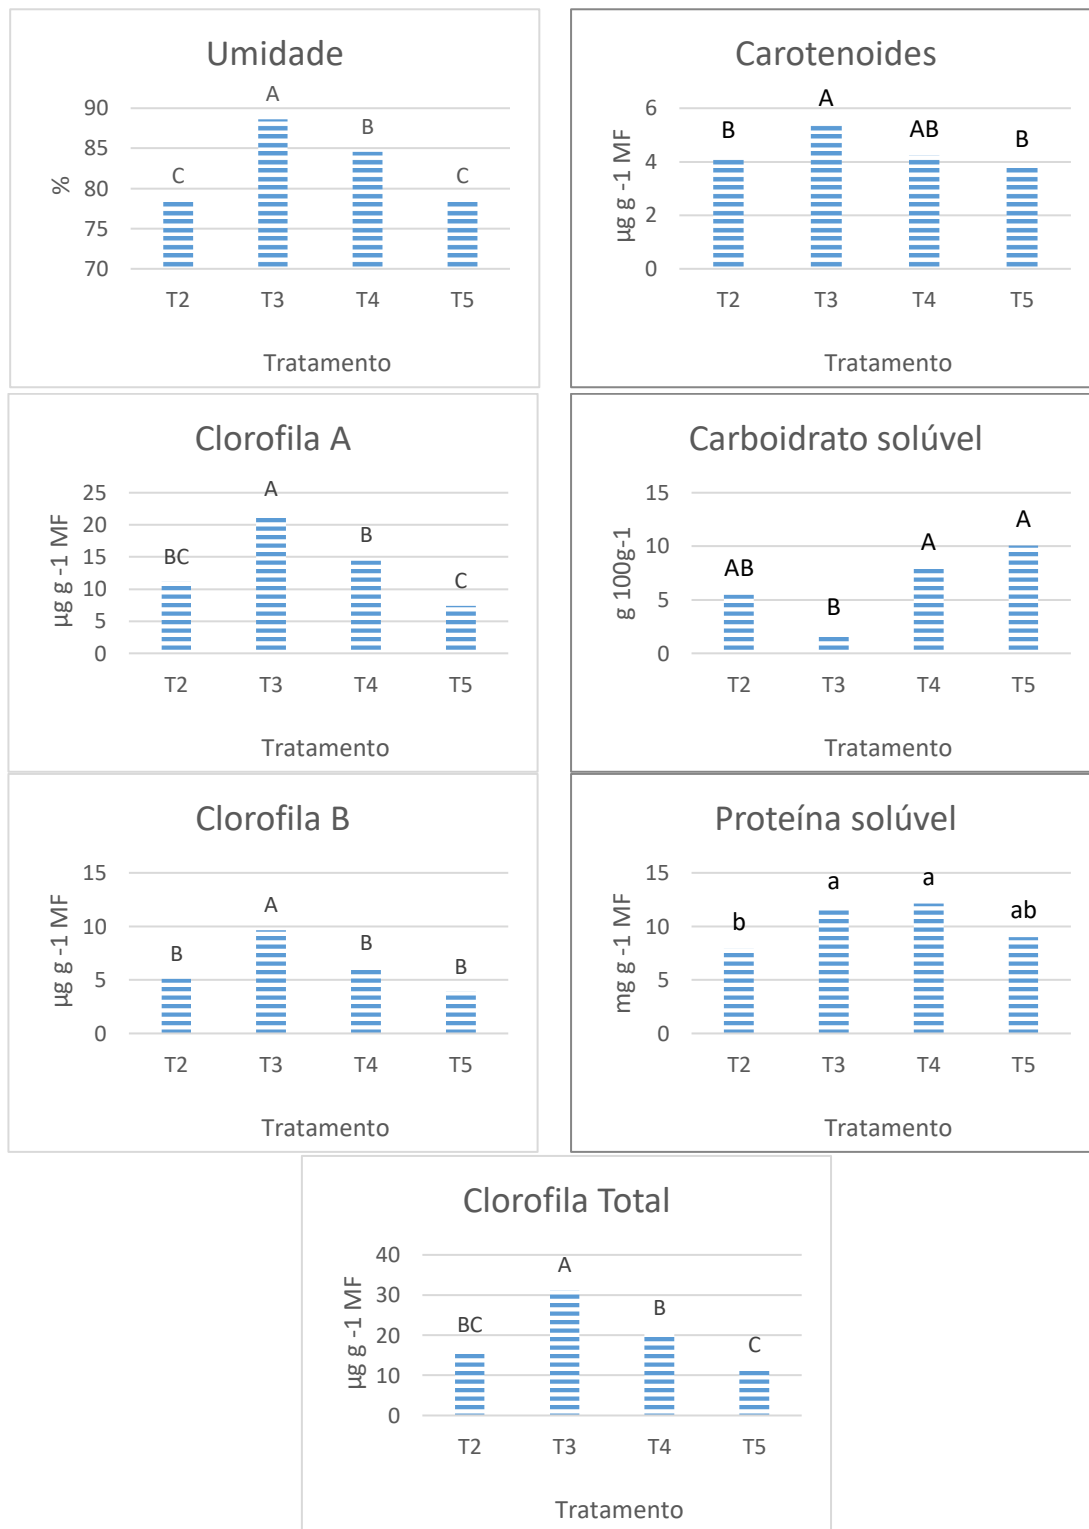 Umidade
A
B
C
C
90
85
80
75
70
%
T2 T3 T4 T5
Tratamento
Carotenoides
A
B
AB
B
6
4
2
0
µg g -1 MF
T2 T3 T4 T5
Tratamento
Clorofila A
A
B
BC
C
25
20
15
10
5
0
µg g -1 MF
T2 T3 T4 T5
Tratamento
Carboidrato solúvel
A
A
AB
B
15
10
5
0
g 100g-1
T2 T3 T4 T5
Tratamento
Clorofila B
A
B
B
B
15
10
5
0
µg g -1 MF
T2 T3 T4 T5
Tratamento
Proteína solúvel
a
a
b
ab
15
10
5
0
mg g -1 MF
T2 T3 T4 T5
Tratamento
Clorofila Total
A
B
BC
C
40
30
20
10
0
µg g -1 MF
T2 T3 T4 T5
Tratamento